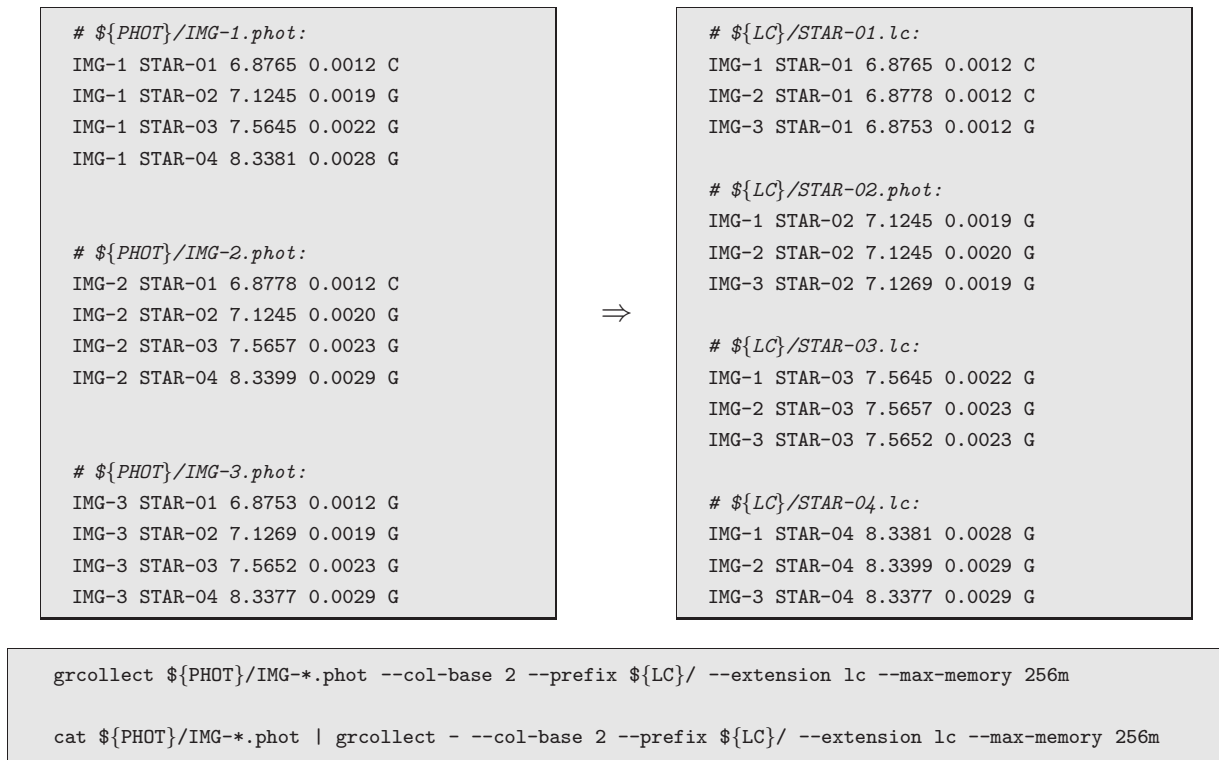 # ${PHOT}/IMG-1.phot:
IMG-1 STAR-01 6.8765 0.0012 C
IMG-1 STAR-02 7.1245 0.0019 G
IMG-1 STAR-03 7.5645 0.0022 G
IMG-1 STAR-04 8.3381 0.0028 G
# ${PHOT}/IMG-2.phot:
IMG-2 STAR-01 6.8778 0.0012 C
IMG-2 STAR-02 7.1245 0.0020 G
IMG-2 STAR-03 7.5657 0.0023 G
IMG-2 STAR-04 8.3399 0.0029 G
# ${PHOT}/IMG-3.phot:
IMG-3 STAR-01 6.8753 0.0012 G
IMG-3 STAR-02 7.1269 0.0019 G
IMG-3 STAR-03 7.5652 0.0023 G
IMG-3 STAR-04 8.3377 0.0029 G
⇒
# ${LC}/STAR-01.lc:
IMG-1 STAR-01 6.8765 0.0012 C
IMG-2 STAR-01 6.8778 0.0012 C
IMG-3 STAR-01 6.8753 0.0012 G
# ${LC}/STAR-02.phot:
IMG-1 STAR-02 7.1245 0.0019 G
IMG-2 STAR-02 7.1245 0.0020 G
IMG-3 STAR-02 7.1269 0.0019 G
# ${LC}/STAR-03.lc:
IMG-1 STAR-03 7.5645 0.0022 G
IMG-2 STAR-03 7.5657 0.0023 G
IMG-3 STAR-03 7.5652 0.0023 G
# ${LC}/STAR-04.lc:
IMG-1 STAR-04 8.3381 0.0028 G
IMG-2 STAR-04 8.3399 0.0029 G
IMG-3 STAR-04 8.3377 0.0029 G
grcollect ${PHOT}/IMG-*.phot --col-base 2 --prefix ${LC}/ --extension lc --max-memory 256m
cat ${PHOT}/IMG-*.phot | grcollect - --col-base 2 --prefix ${LC}/ --extension lc --max-memory 256m